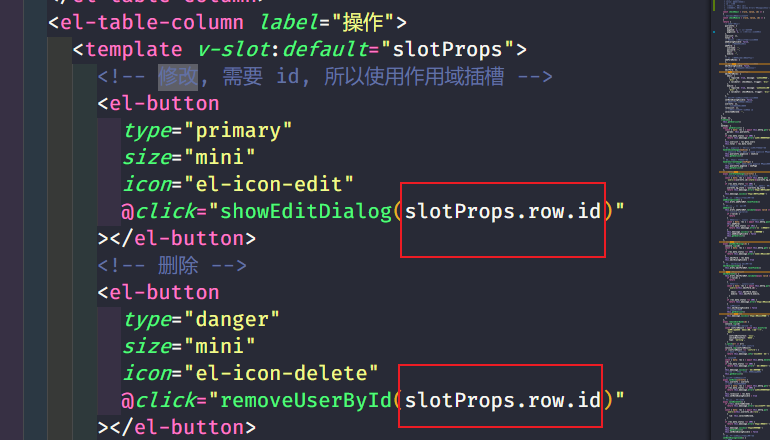 </el-table-column>
<el-table-column label="操作">
<template v-slot:default="slotProps">
<!-- 修改, 需要 id, 所以使用作用域插槽 -->
<el-button
type="primary"
size="mini"
icon="el-icon-edit"
@click="showEditDialog(slotProps.row.id)"
></el-button>
<!-- 删除 -->
<el-button
type="danger"
size="mini"
icon="el-icon-delete"
@click="removeUserById(slotProps.row.id)"
></el-button>